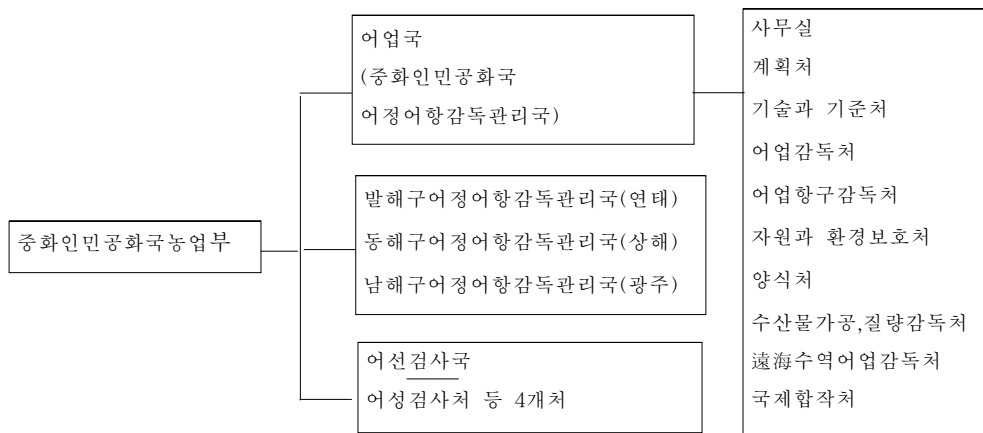 중화인민공화국농업부
어업국
(중화인민공화국
어정어항감독관리국)
발해구어정어항감독관리국(연태)
동해구어정어항감독관리국(상해)
남해구어정어항감독관리국(광주)
어선검사국
어성검사처 등 4개처
사무실
계획처
기술과 기준처
어업감독처
어업항구감독처
자원과 환경보호처
양식처
수산물가공,질량감독처
遠海수역어업감독처
국제합작처